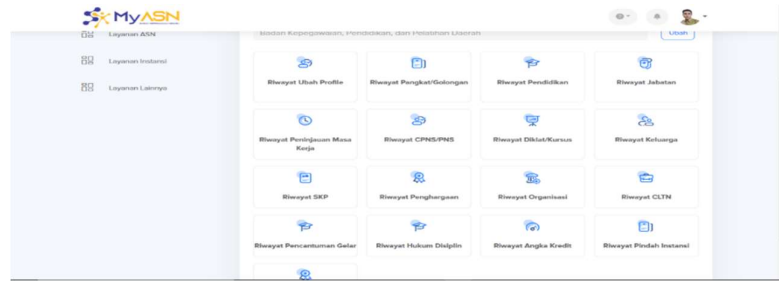 MyASN
Layanan ASN
Badan Kepegawaian, Pendidikan, dan Pelatihan Daerah
Ubah
Layanan Instansi
Layanan Lainnya
Riwayat Ubah Profile
Riwayat Pangkat/Golongan
Riwayat Pendidikan
Riwayat Jabatan
Riwayat Peninjauan Masa
Kerja
Riwayat CPNS/PNS
Riwayat Diklat/Kursus
Riwayat Keluarga
Riwayat SKP
Riwayat Penghargaan
Riwayat Organisasi
Riwayat CLTN
Riwayat Pencantuman Gelar
Riwayat Hukum Disiplin
Riwayat Angka Kredit
Riwayat Pindah Instansi